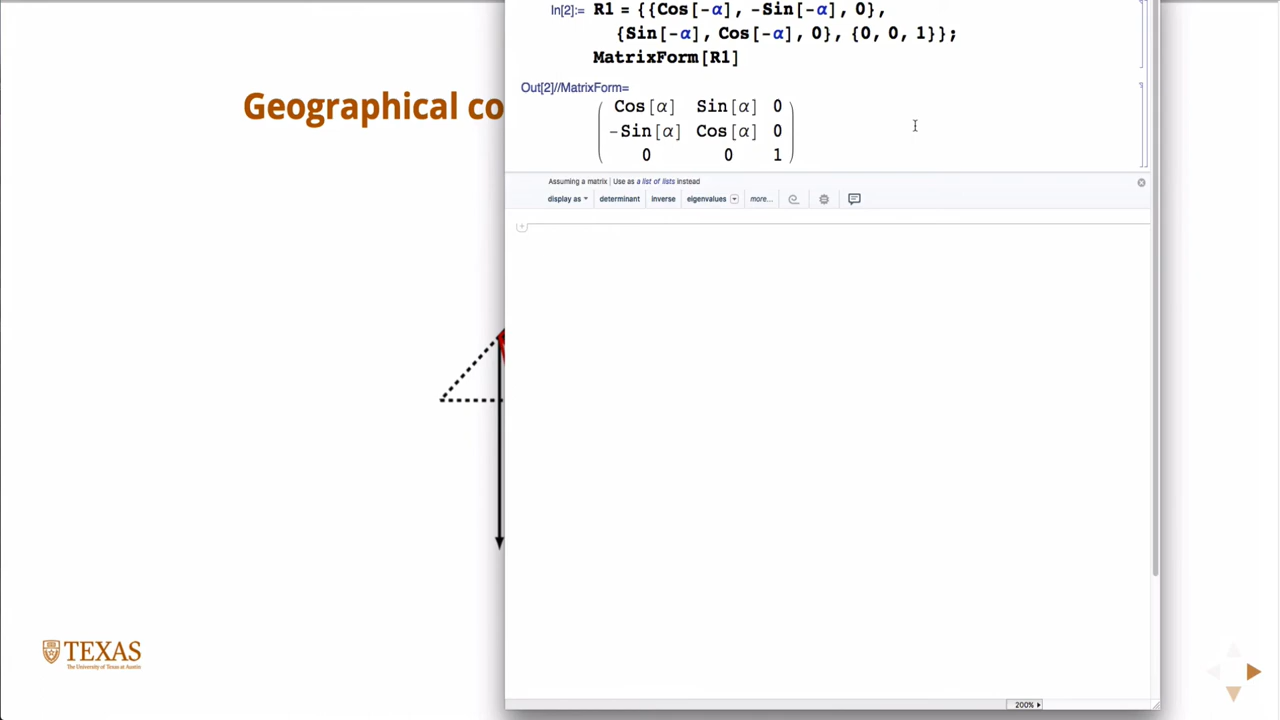 In[2]:= R1 = {{Cos[-α], -Sin[-α], 0},
{Sin[-α], Cos[-α], 0}, {0, 0, 1}};
MatrixForm[R1]
Geographical co
Out[2]//MatrixForm=
Cos[α] Sin[α] 0
-Sin[α] Cos[α] 0
0 0 1
Assuming a matrix | Use as a list of lists instead
display as determinant inverse eigenvalues more...
TEXAS
The University of Texas at Austin
200%